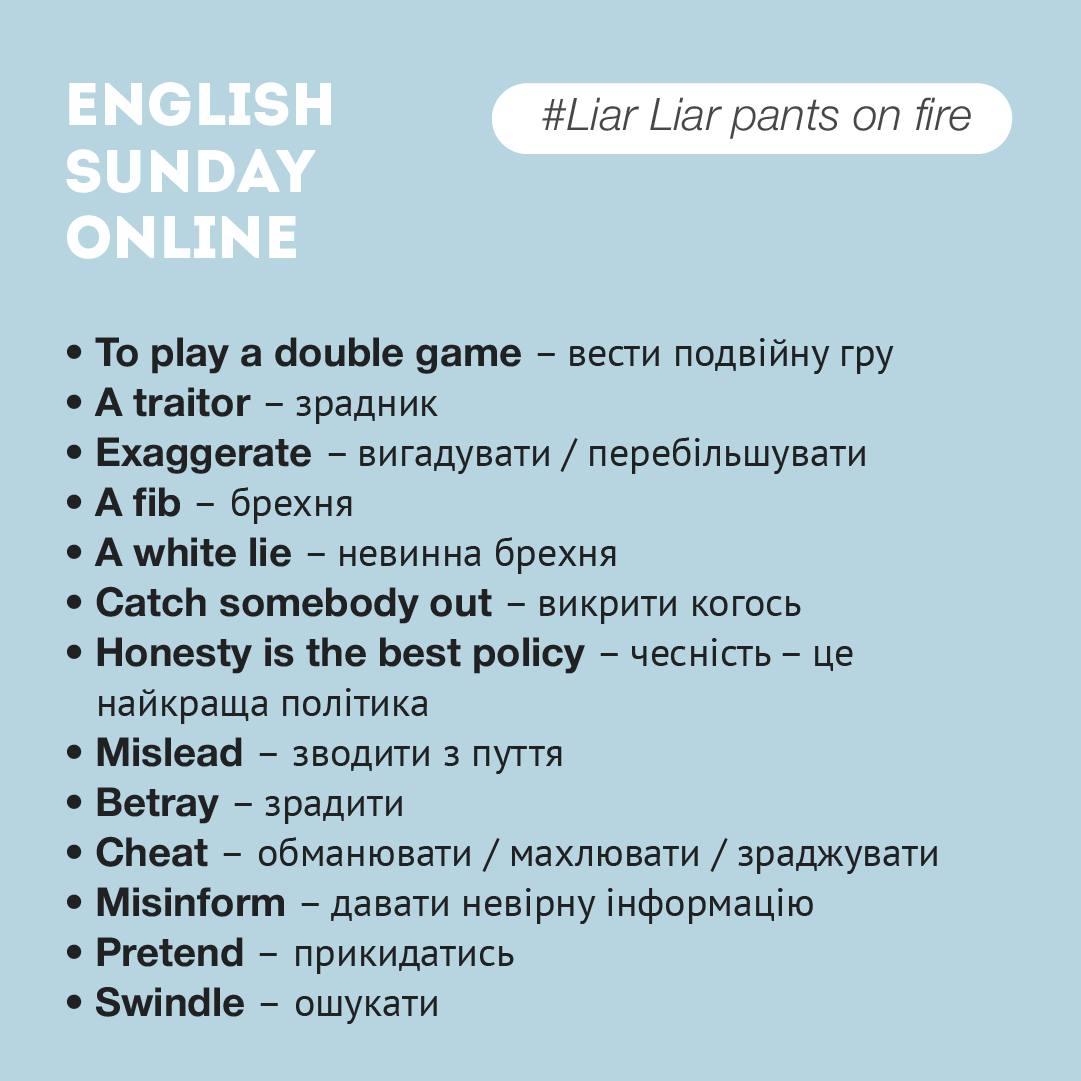 ENGLISH
SUNDAY
ONLINE
#Liar Liar pants on fire
• To play a double game – вести подвійну гру
• A traitor – зрадник
• Exaggerate – вигадувати / перебільшувати
• A fib – брехня
• A white lie – невинна брехня
• Catch somebody out – викрити когось
• Honesty is the best policy – чесність – це
найкраща політика
• Mislead – зводити з пуття
• Betray – зрадити
• Cheat – обманювати / махлювати / зраджувати
• Misinform – давати невірну інформацію
• Pretend – прикидатись
• Swindle – ошукати